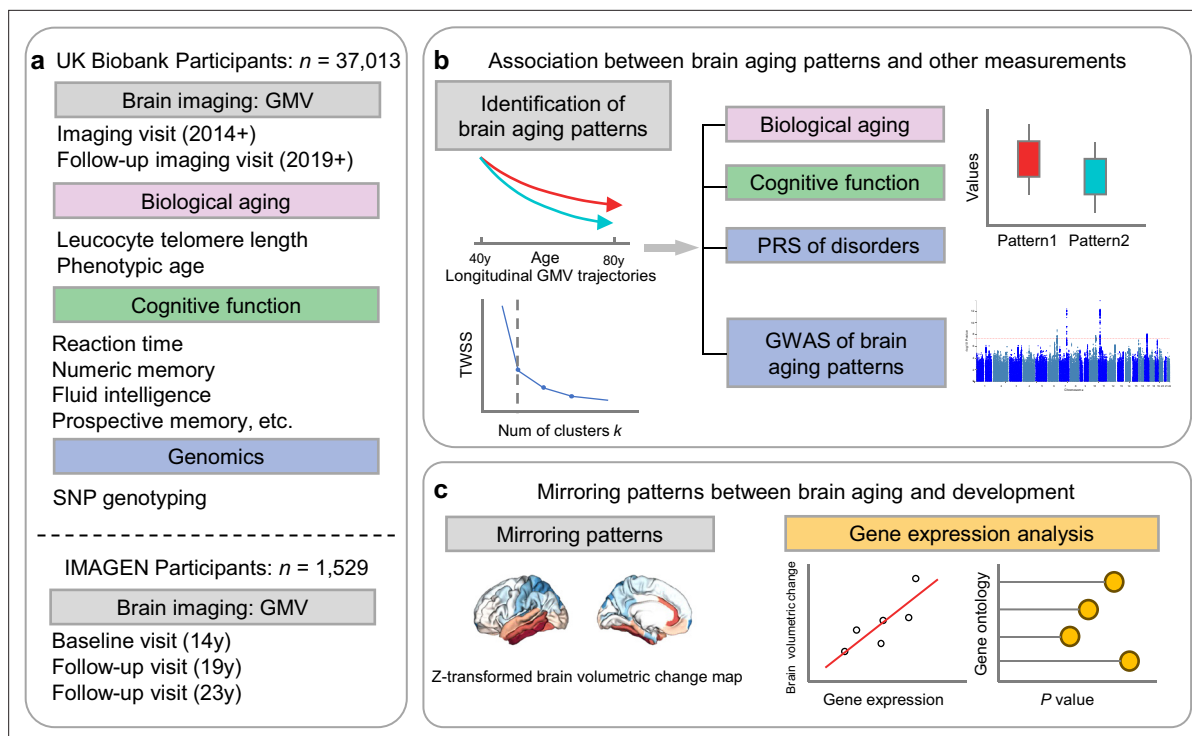 a
UK Biobank Participants: n = 37,013
Brain imaging: GMV
Imaging visit (2014+)
Follow-up imaging visit (2019+)
Biological aging
Leucocyte telomere length
Phenotypic age
Cognitive function
Reaction time
Numeric memory
Fluid intelligence
Prospective memory, etc.
Genomics
SNP genotyping
IMAGEN Participants: n = 1,529
Brain imaging: GMV
Baseline visit (14y)
Follow-up visit (19y)
Follow-up visit (23y)
b
Association between brain aging patterns and other measurements
Identification of
brain aging patterns
40y
Age
80y
Longitudinal GMV trajectories
TWSS
Num of clusters k
Biological aging
Cognitive function
PRS of disorders
GWAS of brain
aging patterns
Values
Pattern1
Pattern2
c
Mirroring patterns between brain aging and development
Mirroring patterns
Z-transformed brain volumetric change map
Gene expression analysis
Brain volumetric change
Gene expression
Gene ontology
P value